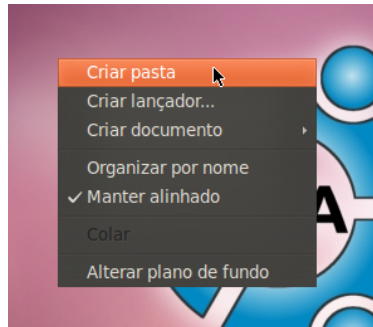 Criar pasta
Criar lançador...
Criar documento
Organizar por nome
Manter alinhado
Colar
Alterar plano de fundo
A